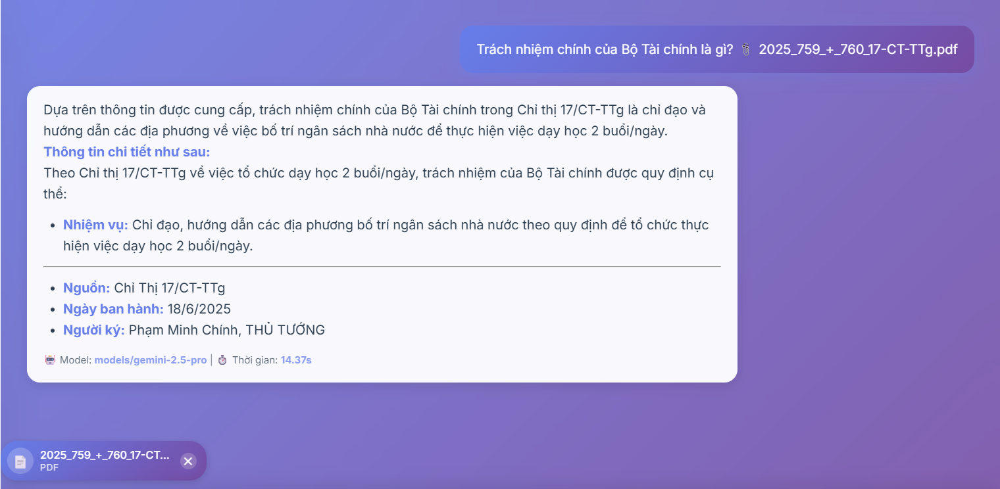 Trách nhiệm chính của Bộ Tài chính là gì? 2025_759_+_760_17-CT-TTg.pdf
Dựa trên thông tin được cung cấp, trách nhiệm chính của Bộ Tài chính trong Chỉ thị 17/CT-TTg là chỉ đạo và
hướng dẫn các địa phương về việc bố trí ngân sách nhà nước để thực hiện việc dạy học 2 buổi/ngày.
Thông tin chi tiết như sau:
Theo Chỉ thị 17/CT-TTg về việc tổ chức dạy học 2 buổi/ngày, trách nhiệm của Bộ Tài chính được quy định cụ
thể:
• Nhiệm vụ: Chỉ đạo, hướng dẫn các địa phương bố trí ngân sách nhà nước theo quy định để tổ chức thực
hiện việc dạy học 2 buổi/ngày.
• Nguồn: Chỉ Thị 17/CT-TTg
• Ngày ban hành: 18/6/2025
• Người ký: Phạm Minh Chính, THỦ TƯỚNG
Model: models/gemini-2.5-pro | Thời gian: 14.37s
2025_759_+_760_17-CT...
PDF